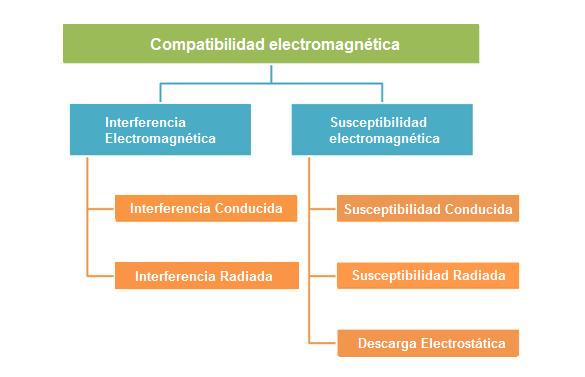 Compatibilidad electromagnética
Interferencia
Electromagnética
Susceptibilidad
electromagnética
Interferencia Conducida
Interferencia Radiada
Susceptibilidad Conducida
Susceptibilidad Radiada
Descarga Electrostática